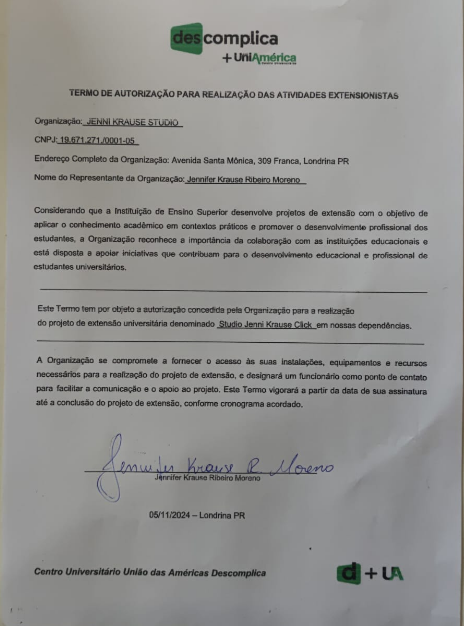 descomplica
+ UniAmérica
TERMO DE AUTORIZAÇÃO PARA REALIZAÇÃO DAS ATIVIDADES EXTENSIONISTAS
Organização: JENNI KRAUSE STUDIO
CNPJ: 19.671.271./0001-05
Endereço Completo da Organização: Avenida Santa Mônica, 309 Franca, Londrina PR
Nome do Representante da Organização: Jennifer Krause Ribeiro Moreno
Considerando que a Instituição de Ensino Superior desenvolve projetos de extensão com o objetivo de
aplicar o conhecimento acadêmico em contextos práticos e promover o desenvolvimento profissional dos
estudantes, a Organização reconhece a importância da colaboração com as instituições educacionais e
está disposta a apoiar iniciativas que contribuam para o desenvolvimento educacional e profissional de
estudantes universitários.
Este Termo tem por objeto a autorização concedida pela Organização para a realização
do projeto de extensão universitária denominado Studio Jenni Krause Click em nossas dependências.
A Organização se compromete a fornecer o acesso às suas instalações, equipamentos e recursos
necessários para a realização do projeto de extensão, e designará um funcionário como ponto de contato
para facilitar a comunicação e o apoio ao projeto. Este Termo vigorará a partir da data de sua assinatura
até a conclusão do projeto de extensão, conforme cronograma acordado.
Jennifer Krause R Moreno
Jennifer Krause Ribeiro Moreno
05/11/2024 – Londrina PR
Centro Universitário União das Américas Descomplica
d + UA